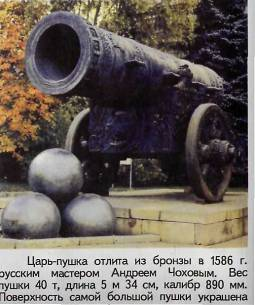 Царь-пушка отлита из бронзы в 1586 г.
русским мастером Андреем Чоховым. Вес
пушки 40 т, длина 5 м 34 см, калибр 890 мм.
Поверхность самой большой пушки украшена